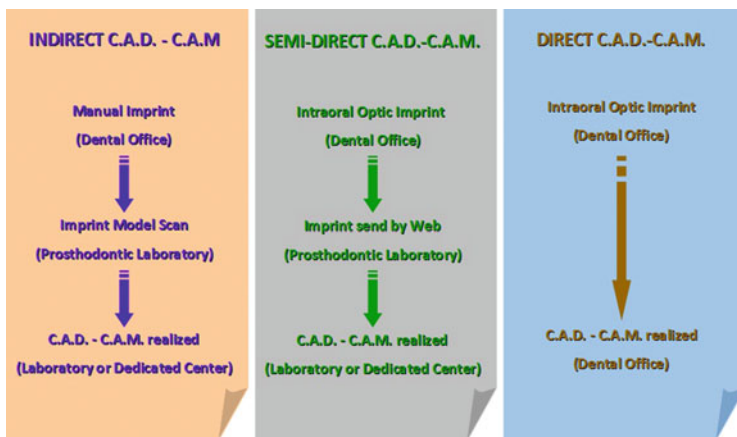 INDIRECT C.A.D. - C.A.M
Manual Imprint
(Dental Office)
Imprint Model Scan
(Prosthodontic Laboratory)
C.A.D. - C.A.M. realized
(Laboratory or Dedicated Center)
SEMI-DIRECT C.A.D.-C.A.M.
Intraoral Optic Imprint
(Dental Office)
Imprint send by Web
(Prosthodontic Laboratory)
C.A.D. - C.A.M. realized
(Laboratory or Dedicated Center)
DIRECT C.A.D.-C.A.M.
Intraoral Optic Imprint
(Dental Office)
C.A.D. - C.A.M. realized
(Dental Office)